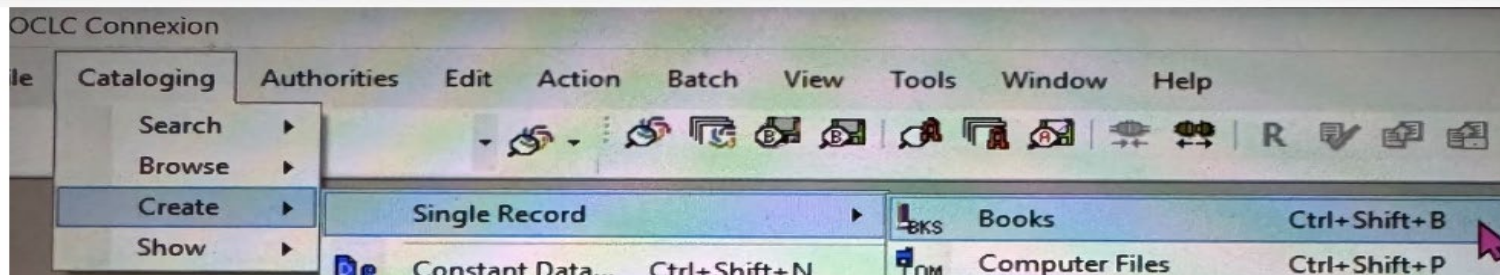 OCLC Connexion
le Cataloging Authorities Edit Action Batch View Tools Window Help
Search
B B A R
Browse
Create Single Record BKS Books Ctrl+Shift+B
Show Constant Data... Ctrl+Shift+N COM Computer Files Ctrl+Shift+P